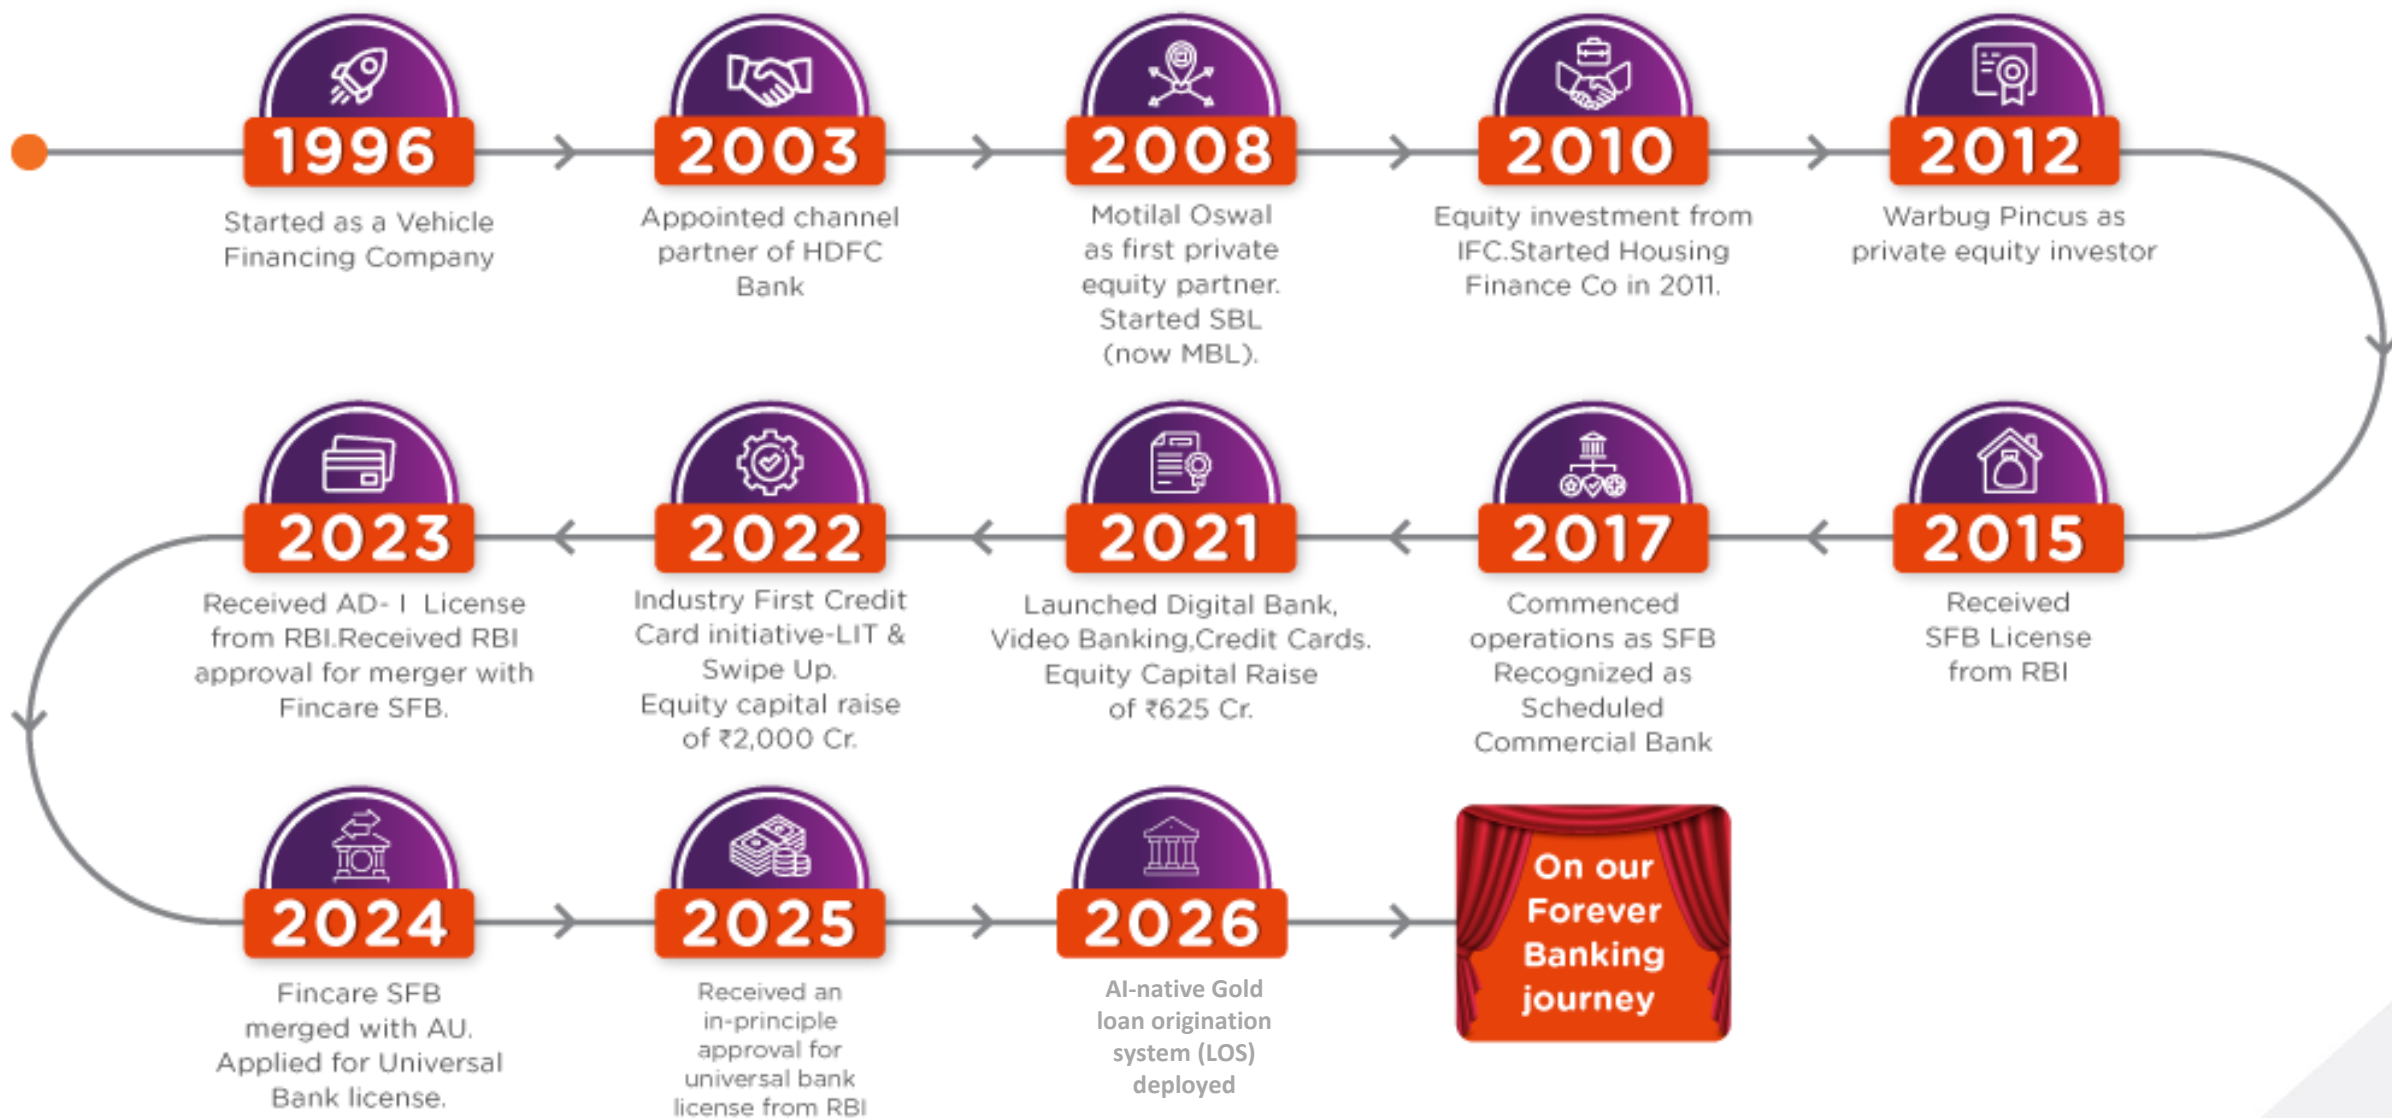 1996
Started as a Vehicle
Financing Company
2003
Appointed channel
partner of HDFC
Bank
2008
Motilal Oswal
as first private
equity partner.
Started SBL
(now MBL).
2010
Equity investment from
IFC.Started Housing
Finance Co in 2011.
2012
Warbug Pincus as
private equity investor
2015
Received
SFB License
from RBI
2017
Commenced
operations as SFB
Recognized as
Scheduled
Commercial Bank
2021
Launched Digital Bank,
Video Banking,Credit Cards.
Equity Capital Raise
of ₹625 Cr.
2022
Industry First Credit
Card initiative-LIT &
Swipe Up.
Equity capital raise
of ₹2,000 Cr.
2023
Received AD- I License
from RBI.Received RBI
approval for merger with
Fincare SFB.
2024
Fincare SFB
merged with AU.
Applied for Universal
Bank license.
2025
Received an
in-principle
approval for
universal bank
license from RBI
2026
AI-native Gold
loan origination
system (LOS)
deployed
On our
Forever
Banking
journey